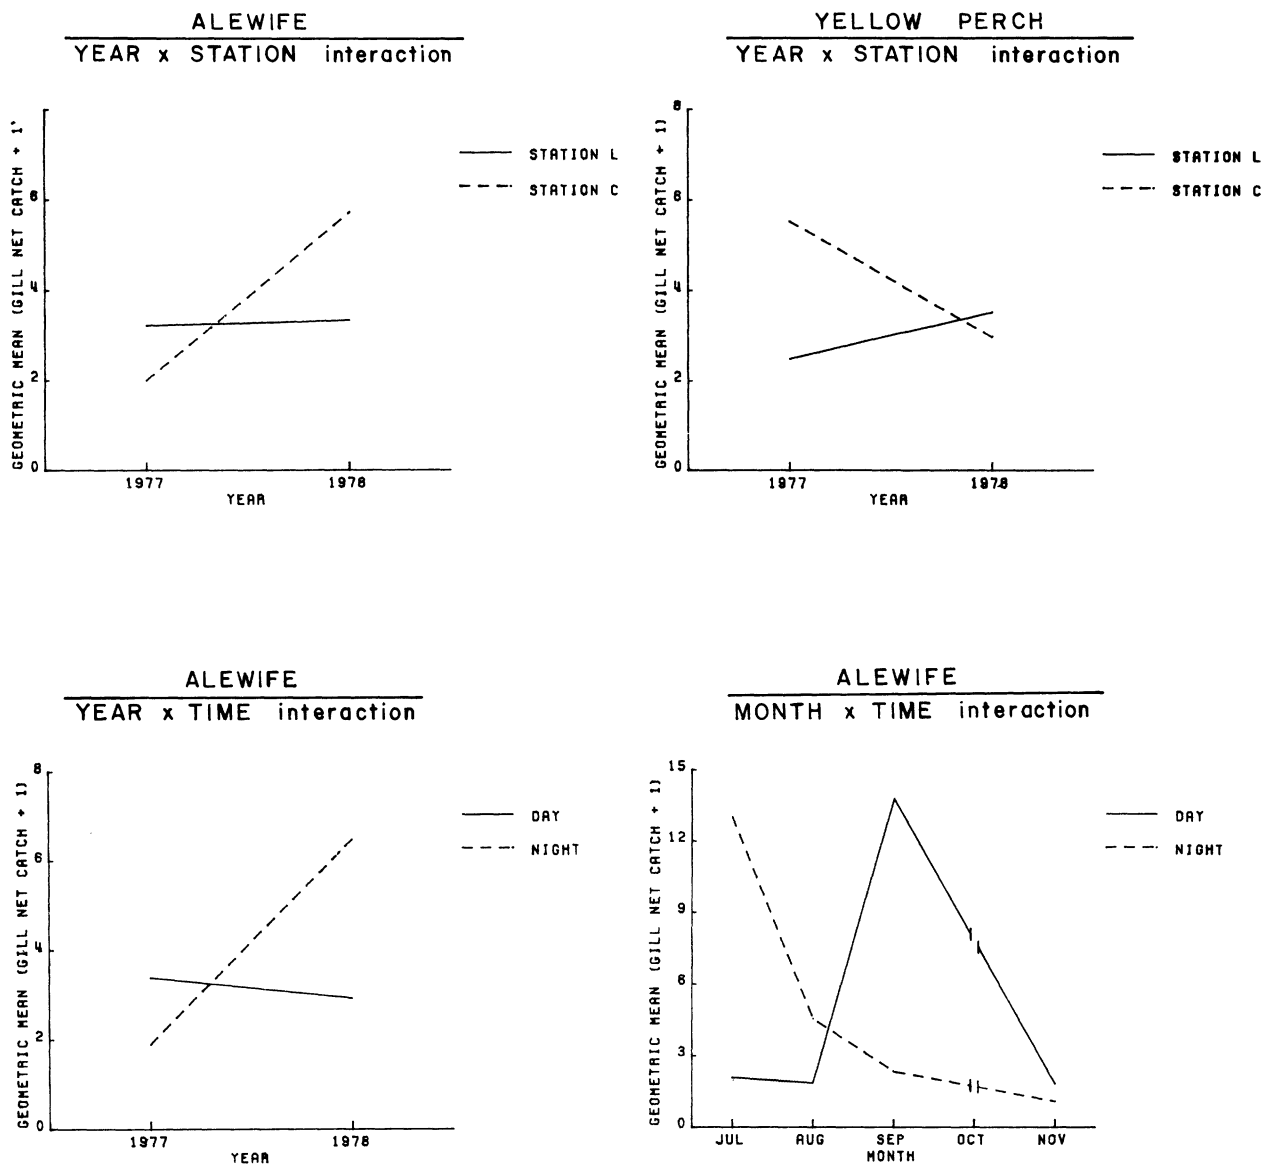 ALEWIFE
YEAR x STATION interaction
GEOMETRIC MEAN (GILL NET CATCH + 1'
6
4
2
0
1977 1978
YEAR
STATION L
STATION C
YELLOW PERCH
YEAR x STATION interaction
GEOMETRIC MEAN (GILL NET CATCH + 1)
8
6
4
2
0
1977 1978
YEAR
STATION L
STATION C
ALEWIFE
YEAR x TIME interaction
GEOMETRIC MEAN (GILL NET CATCH + 1)
8
6
4
2
0
1977 1978
YEAR
DAY
NIGHT
ALEWIFE
MONTH x TIME interaction
GEOMETRIC MEAN (GILL NET CATCH + 1)
15
12
9
6
3
0
JUL AUG SEP OCT NOV
MONTH
DAY
NIGHT